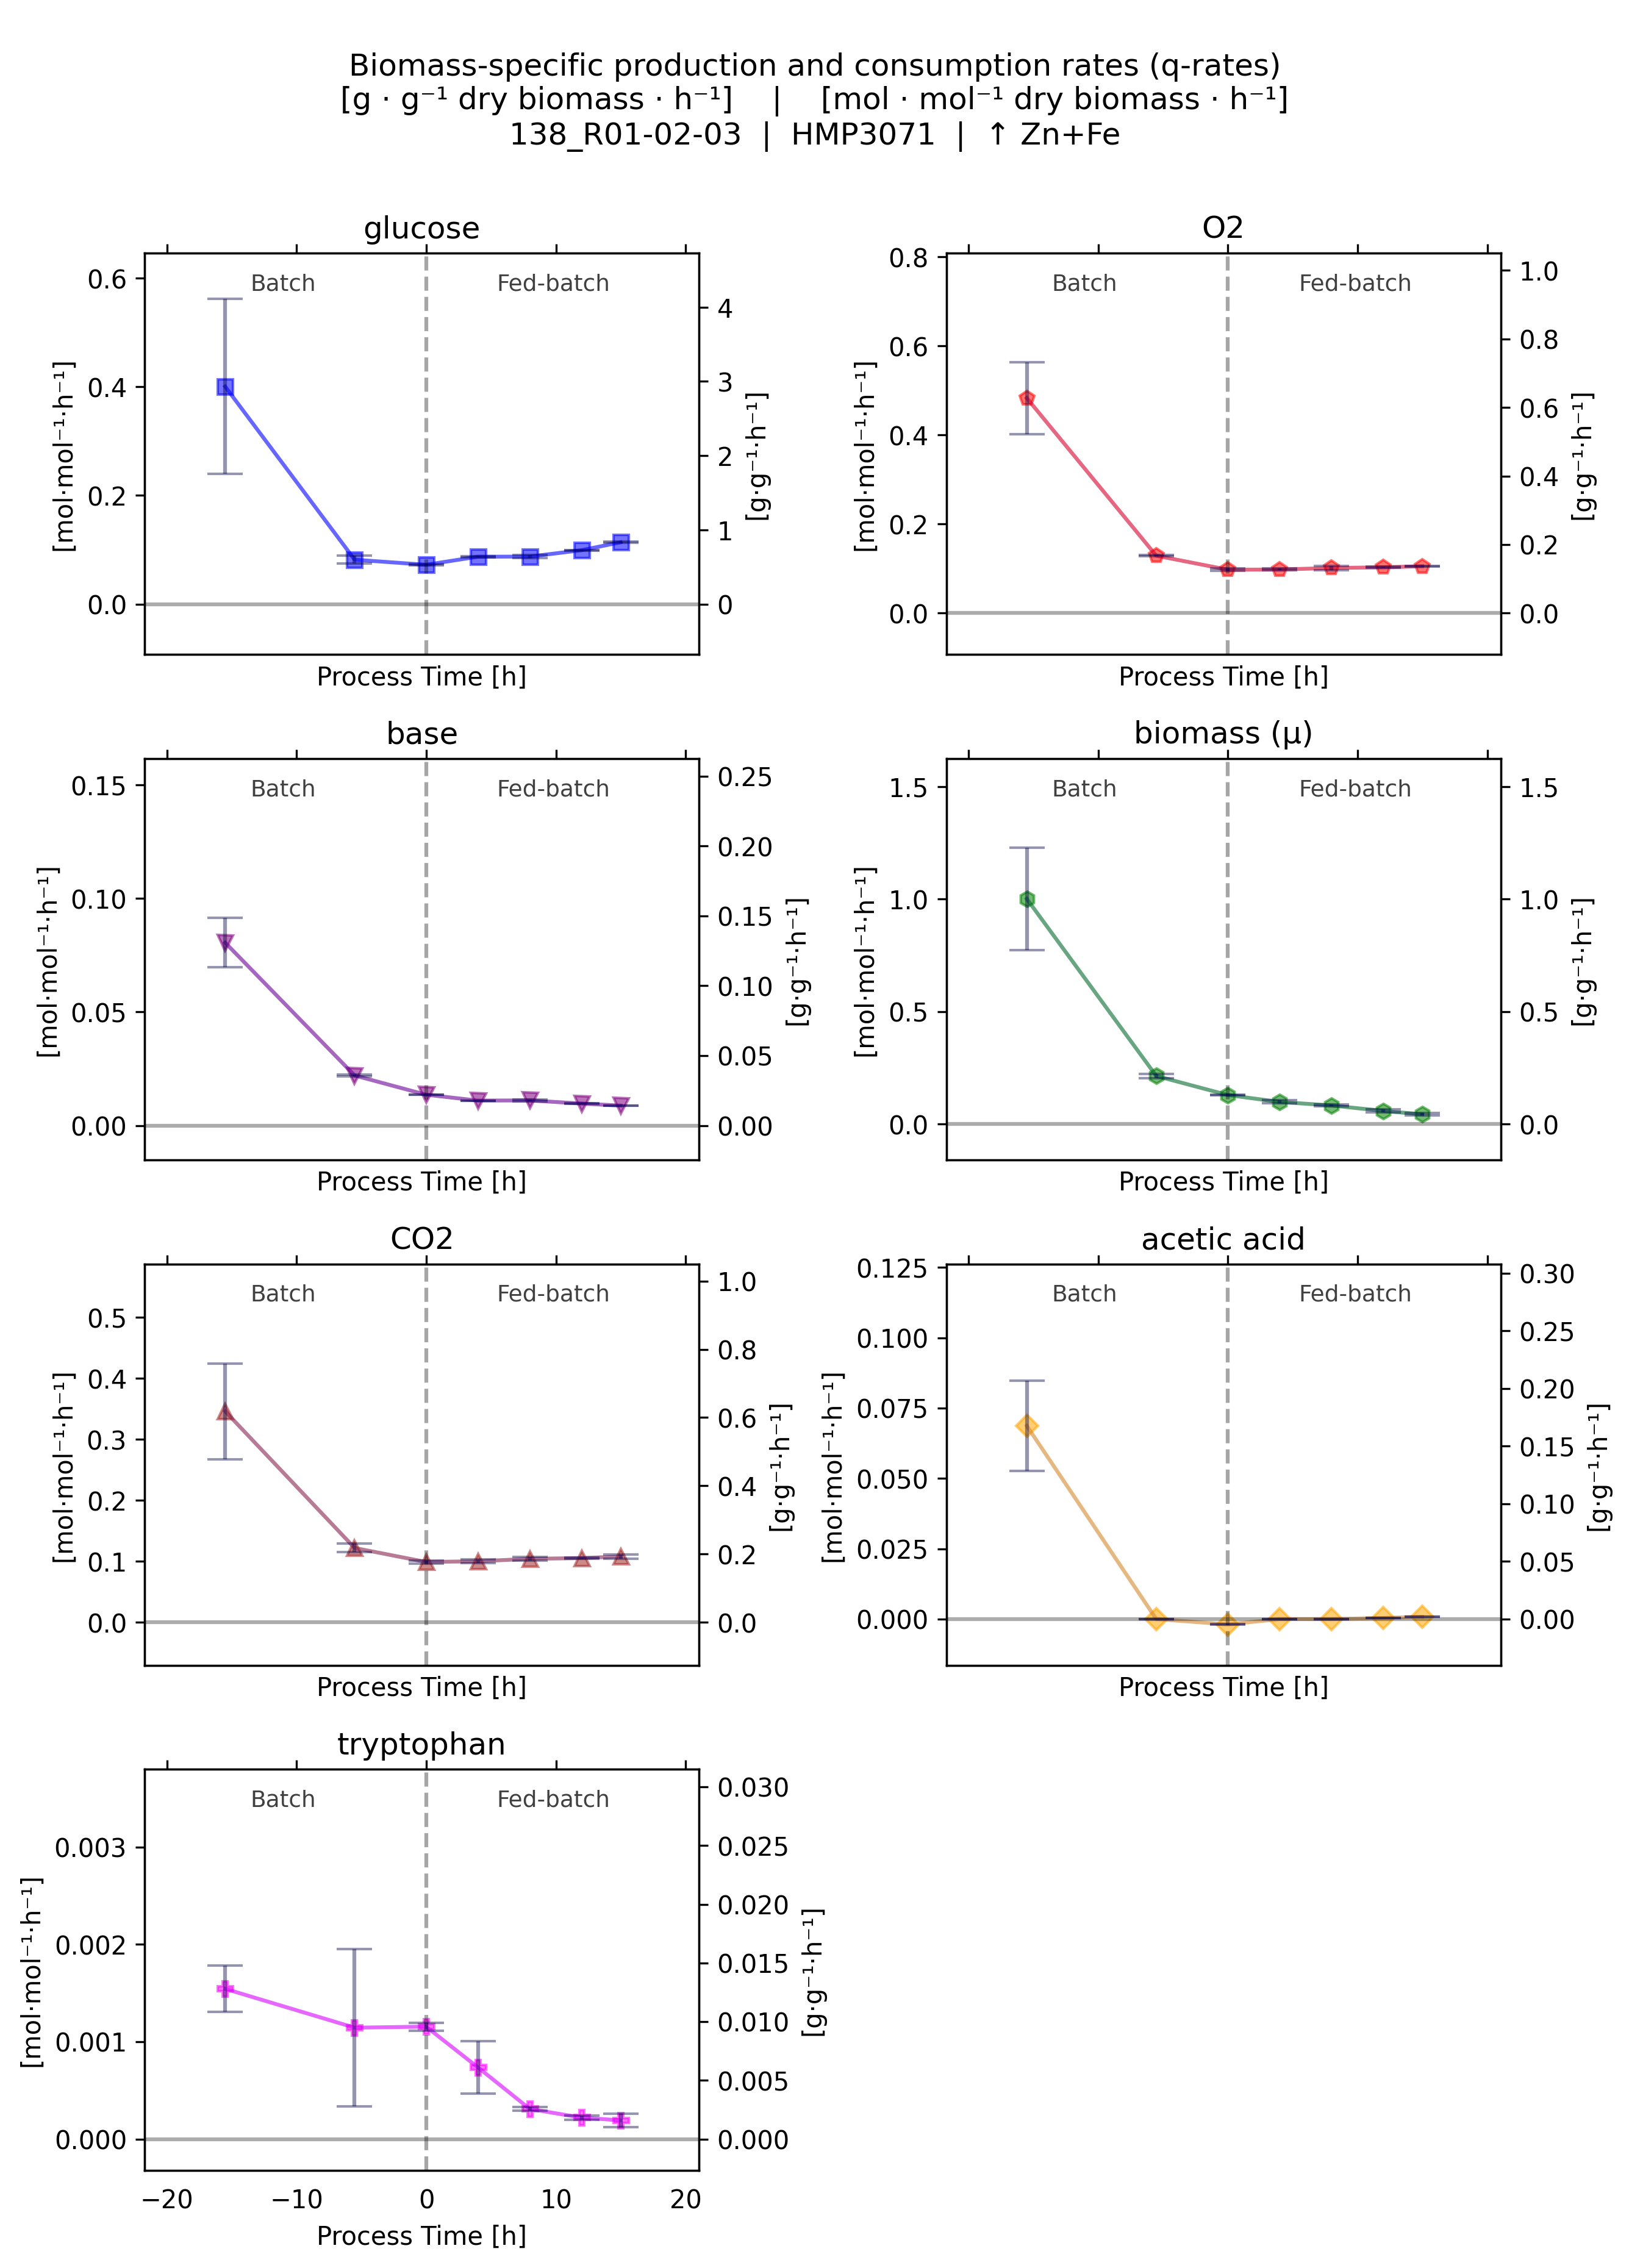 Biomass-specific production and consumption rates (q-rates)
[g · g⁻¹ dry biomass · h⁻¹] | [mol · mol⁻¹ dry biomass · h⁻¹]
138_R01-02-03 | HMP3071 | ↑ Zn+Fe
glucose
Batch
Fed-batch
0.6
0.4
0.2
0.0
[mol·mol⁻¹·h⁻¹]
4
3
2
1
0
[g·g⁻¹·h⁻¹]
Process Time [h]
O2
Batch
Fed-batch
0.8
0.6
0.4
0.2
0.0
[mol·mol⁻¹·h⁻¹]
1.0
0.8
0.6
0.4
0.2
0.0
[g·g⁻¹·h⁻¹]
Process Time [h]
base
Batch
Fed-batch
0.15
0.10
0.05
0.00
[mol·mol⁻¹·h⁻¹]
0.25
0.20
0.15
0.10
0.05
0.00
[g·g⁻¹·h⁻¹]
Process Time [h]
biomass (μ)
Batch
Fed-batch
1.5
1.0
0.5
0.0
[mol·mol⁻¹·h⁻¹]
1.5
1.0
0.5
0.0
[g·g⁻¹·h⁻¹]
Process Time [h]
CO2
Batch
Fed-batch
0.5
0.4
0.3
0.2
0.1
0.0
[mol·mol⁻¹·h⁻¹]
1.0
0.8
0.6
0.4
0.2
0.0
[g·g⁻¹·h⁻¹]
Process Time [h]
acetic acid
Batch
Fed-batch
0.125
0.100
0.075
0.050
0.025
0.000
[mol·mol⁻¹·h⁻¹]
0.30
0.25
0.20
0.15
0.10
0.05
0.00
[g·g⁻¹·h⁻¹]
Process Time [h]
tryptophan
Batch
Fed-batch
0.003
0.002
0.001
0.000
[mol·mol⁻¹·h⁻¹]
0.030
0.025
0.020
0.015
0.010
0.005
0.000
[g·g⁻¹·h⁻¹]
−20 −10 0 10 20
Process Time [h]